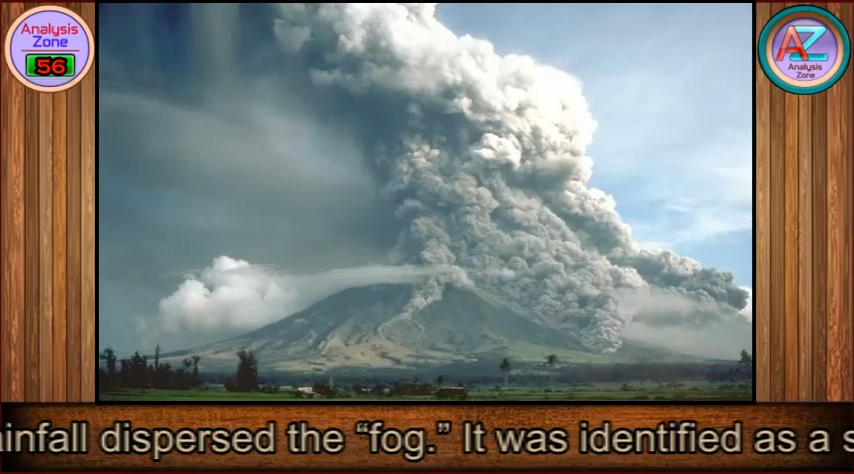 Analysis
Zone
56
AZ
Analysis
Zone
ainfall dispersed the “fog.” It was identified as a s